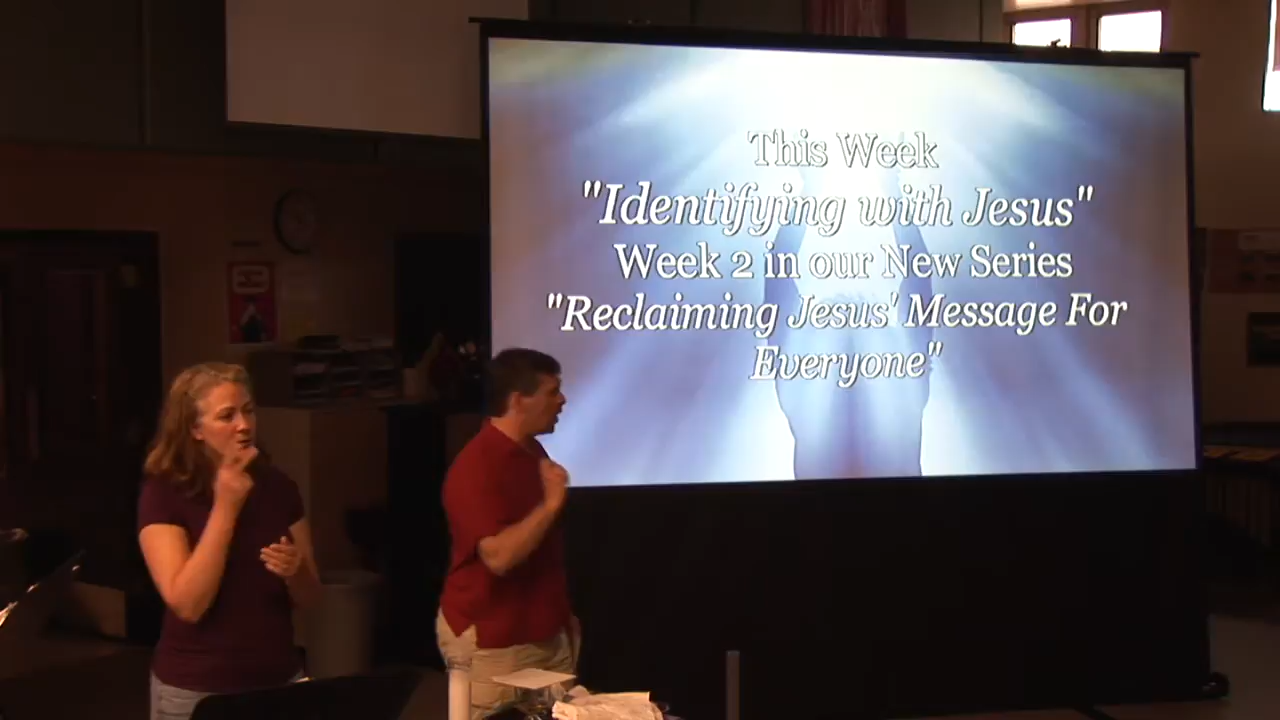 This Week
"Identifying with Jesus"
Week 2 in our New Series
"Reclaiming Jesus' Message For
Everyone"